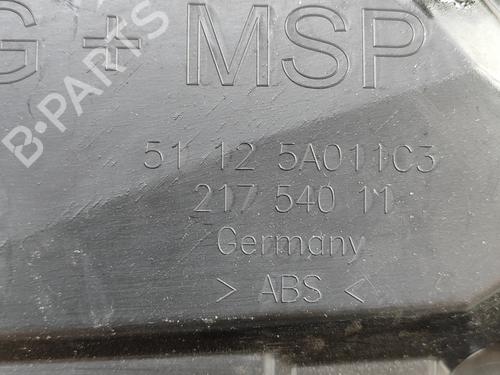 G + MSP
B-PARTS
51 12 5A011C3
217 540 11
Germany
> ABS <